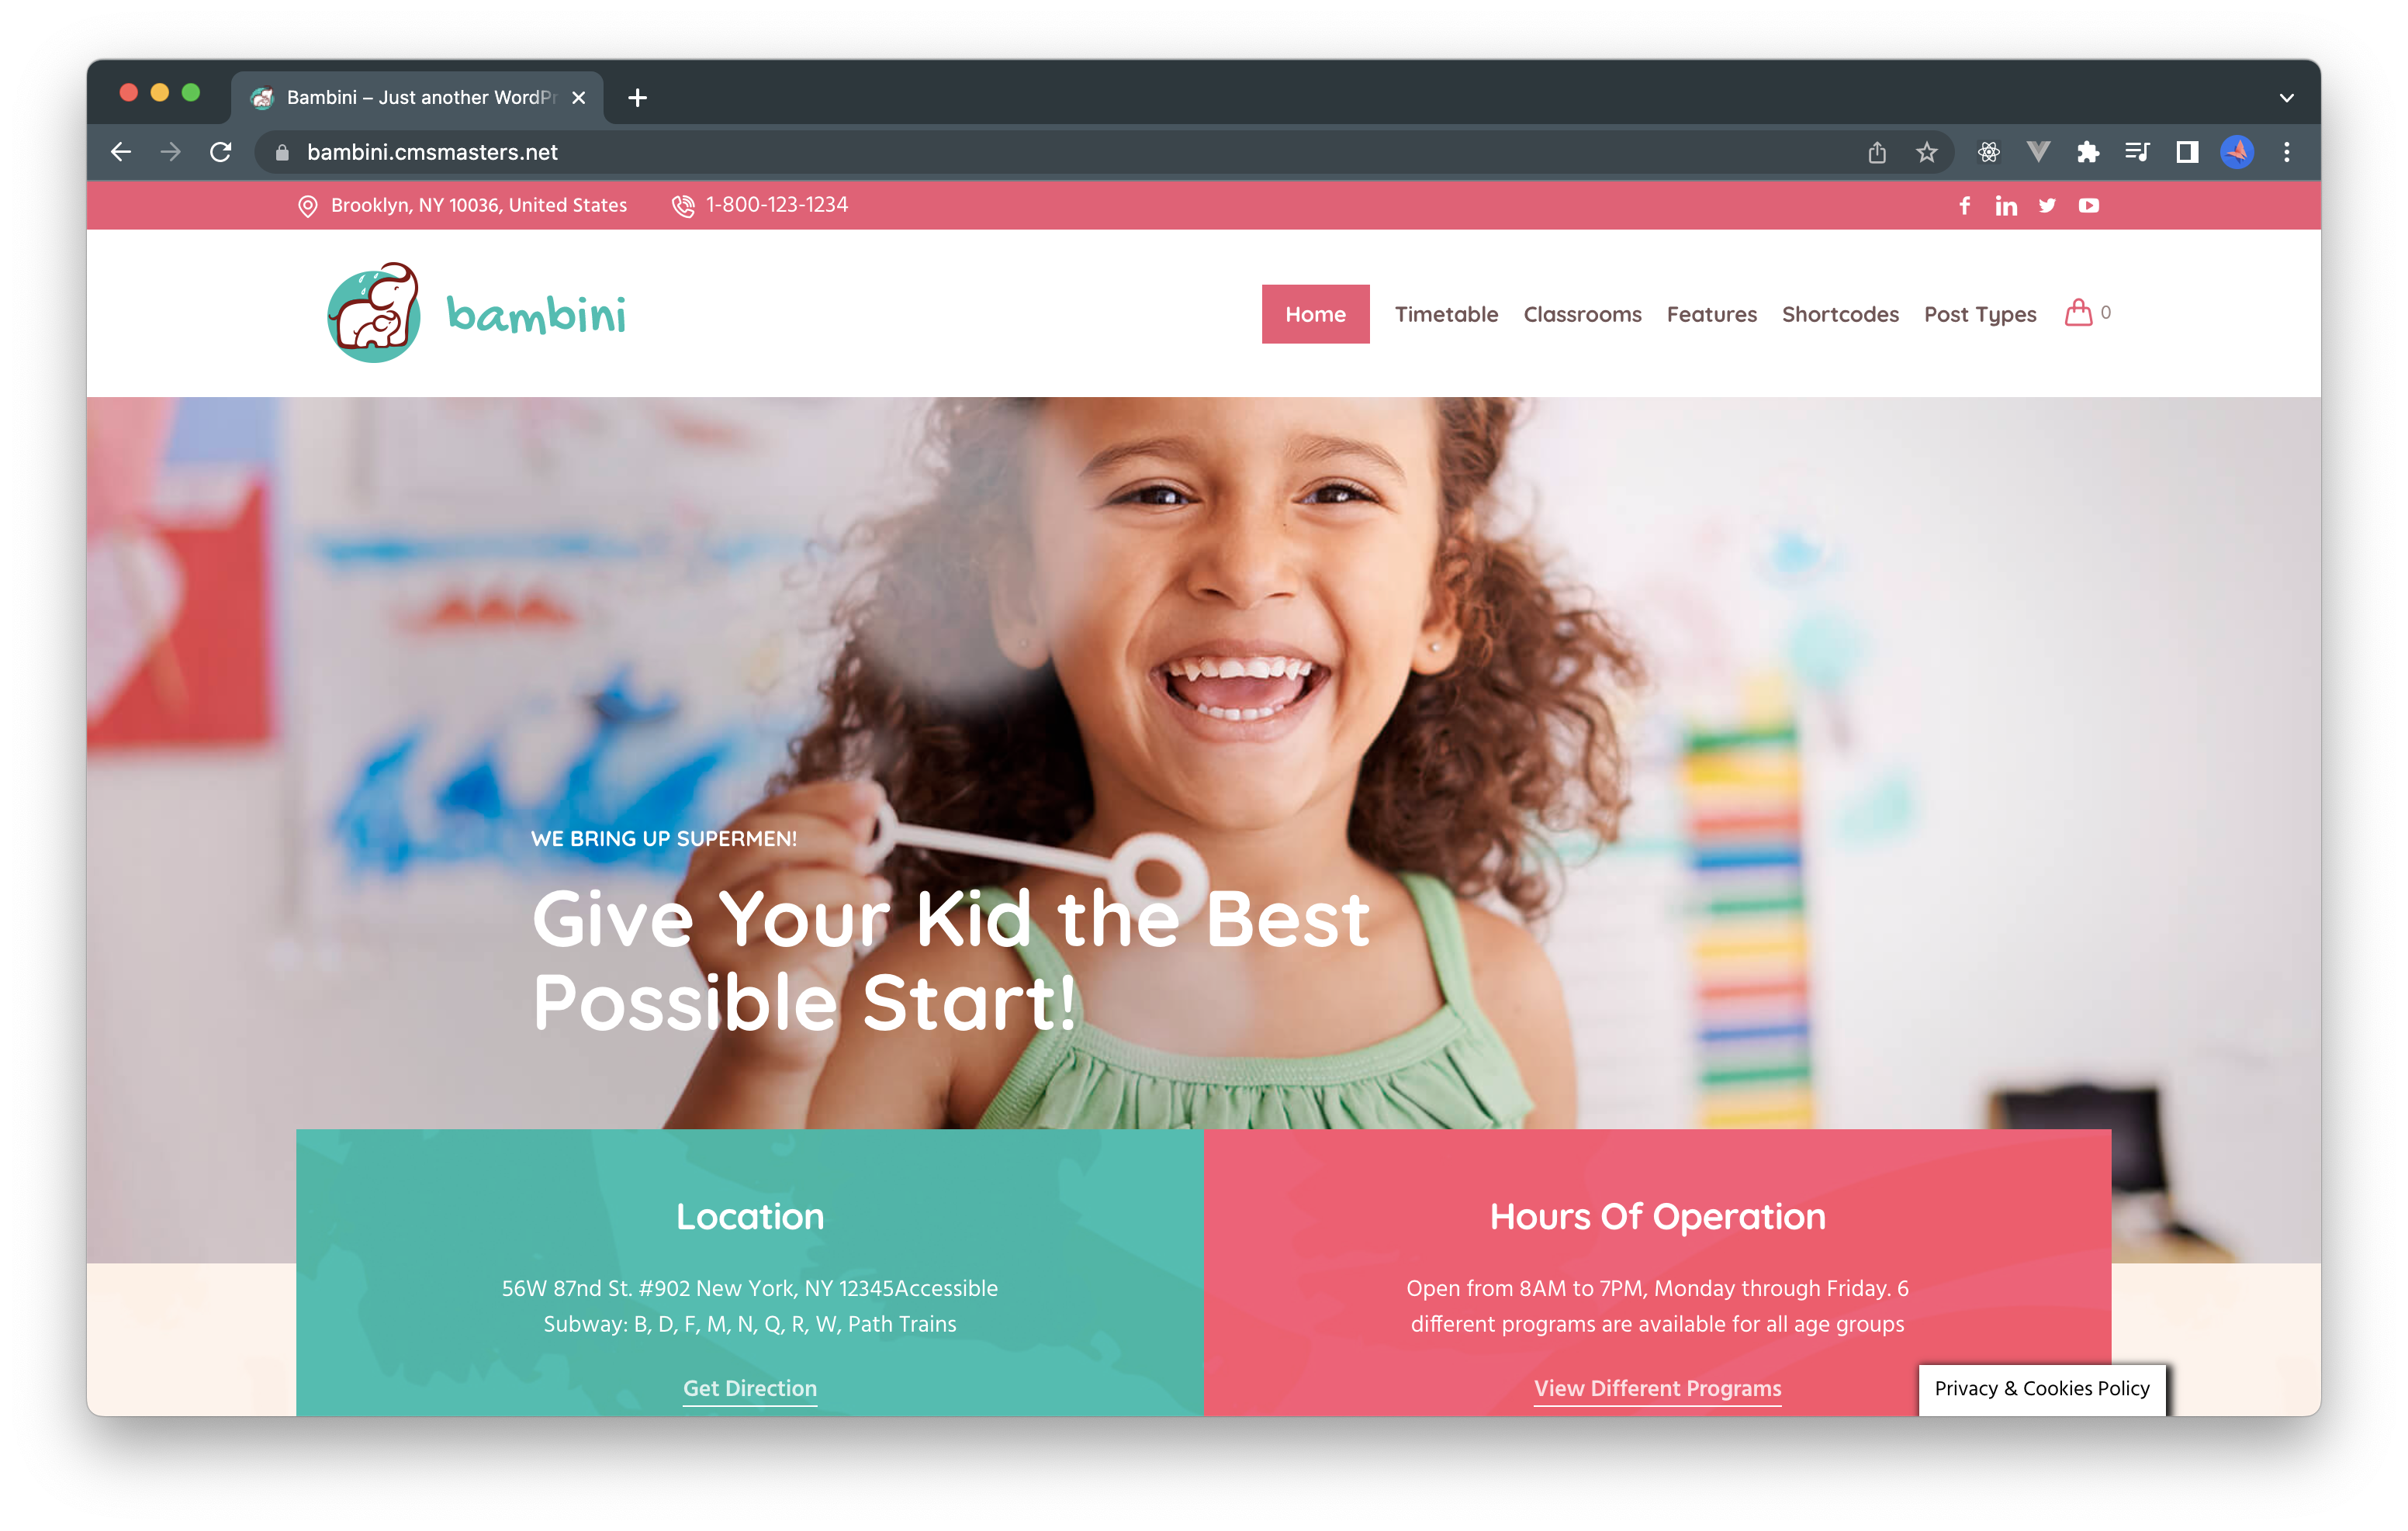 Bambini – Just another WordPr
bambini.cmsmasters.net
Brooklyn, NY 10036, United States
1-800-123-1234
bambini
Home
Timetable
Classrooms
Features
Shortcodes
Post Types
0
WE BRING UP SUPERMEN!
Give Your Kid the Best
Possible Start!
Location
56W 87nd St. #902 New York, NY 12345Accessible
Subway: B, D, F, M, N, Q, R, W, Path Trains
Get Direction
Hours Of Operation
Open from 8AM to 7PM, Monday through Friday. 6
different programs are available for all age groups
View Different Programs
Privacy & Cookies Policy